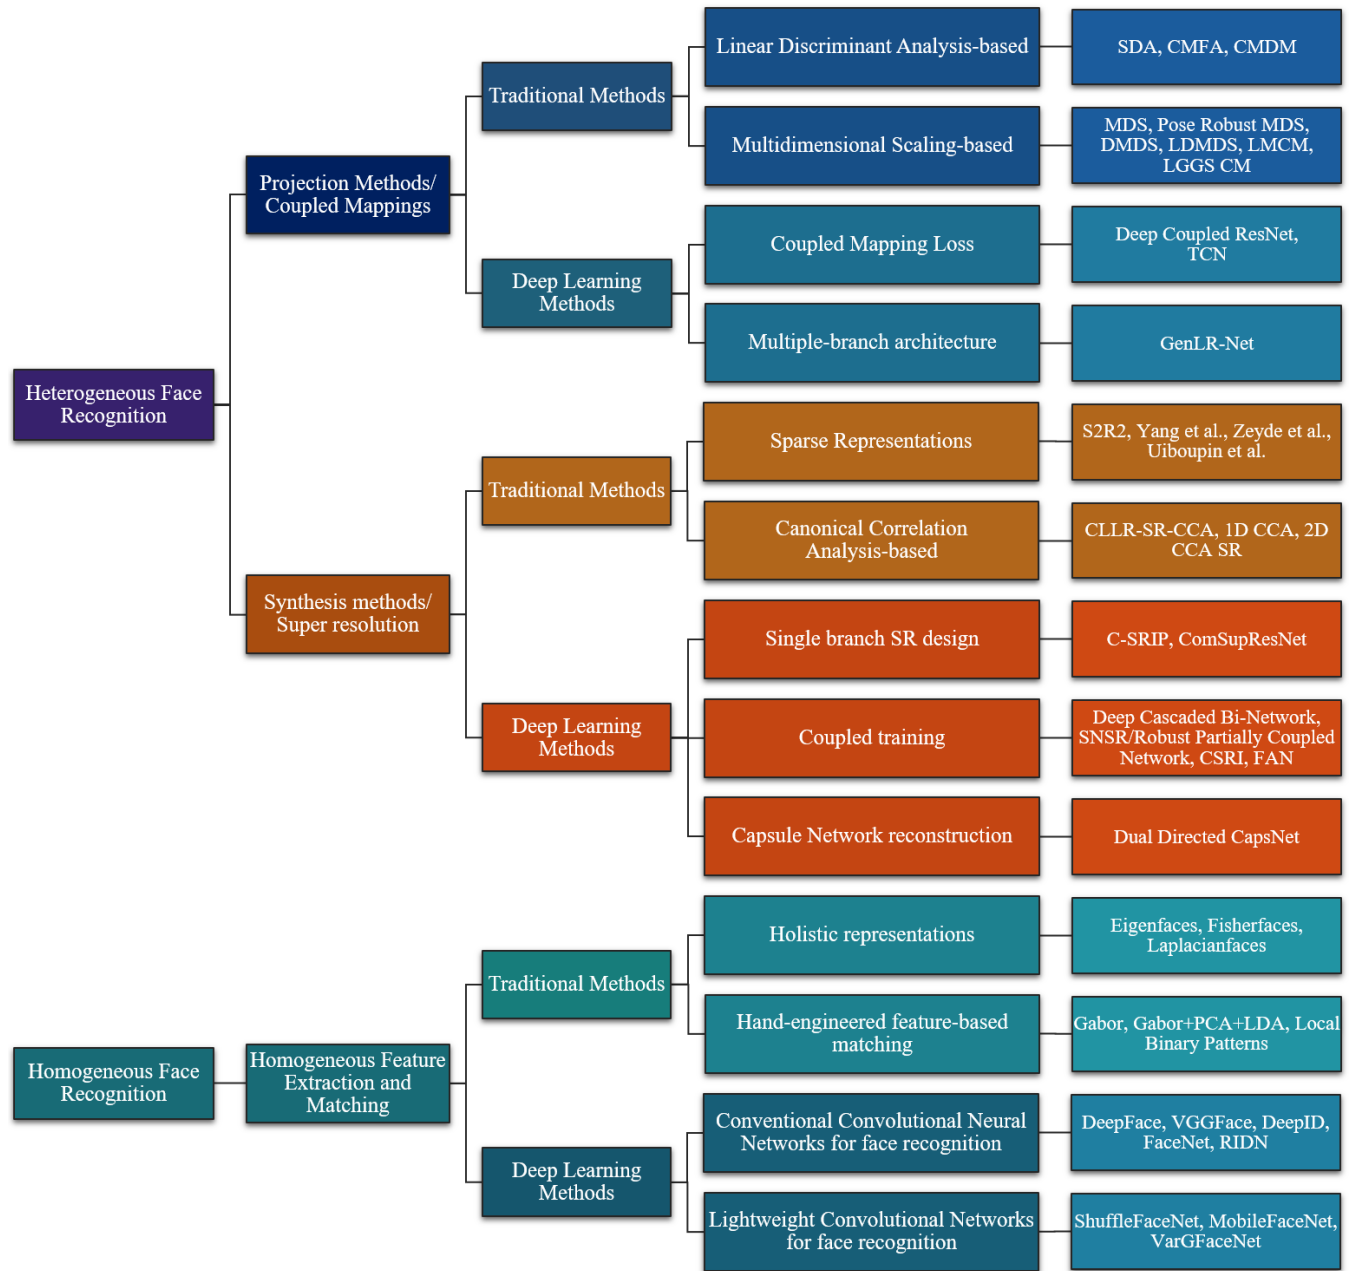 Linear Discriminant Analysis-based
SDA, CMFA, CMDM
Traditional Methods
Multidimensional Scaling-based
MDS, Pose Robust MDS,
DMDS, LDMDS, LMCM,
LGGS CM
Projection Methods/
Coupled Mappings
Coupled Mapping Loss
Deep Coupled ResNet,
TCN
Deep Learning
Methods
Multiple-branch architecture
GenLR-Net
Heterogeneous Face
Recognition
Sparse Representations
S2R2, Yang et al., Zeyde et al.,
Uiboupin et al.
Traditional Methods
Canonical Correlation
Analysis-based
CLLR-SR-CCA, 1D CCA, 2D
CCA SR
Synthesis methods/
Super resolution
Single branch SR design
C-SRIP, ComSupResNet
Deep Learning
Methods
Coupled training
Deep Cascaded Bi-Network,
SNSR/Robust Partially Coupled
Network, CSRI, FAN
Capsule Network reconstruction
Dual Directed CapsNet
Holistic representations
Eigenfaces, Fisherfaces,
Laplacianfaces
Traditional Methods
Hand-engineered feature-based
matching
Gabor, Gabor+PCA+LDA, Local
Binary Patterns
Homogeneous Face
Recognition
Homogeneous Feature
Extraction and
Matching
Conventional Convolutional Neural
Networks for face recognition
DeepFace, VGGFace, DeepID,
FaceNet, RIDN
Deep Learning
Methods
Lightweight Convolutional Networks
for face recognition
ShuffleFaceNet, MobileFaceNet,
VarGFaceNet